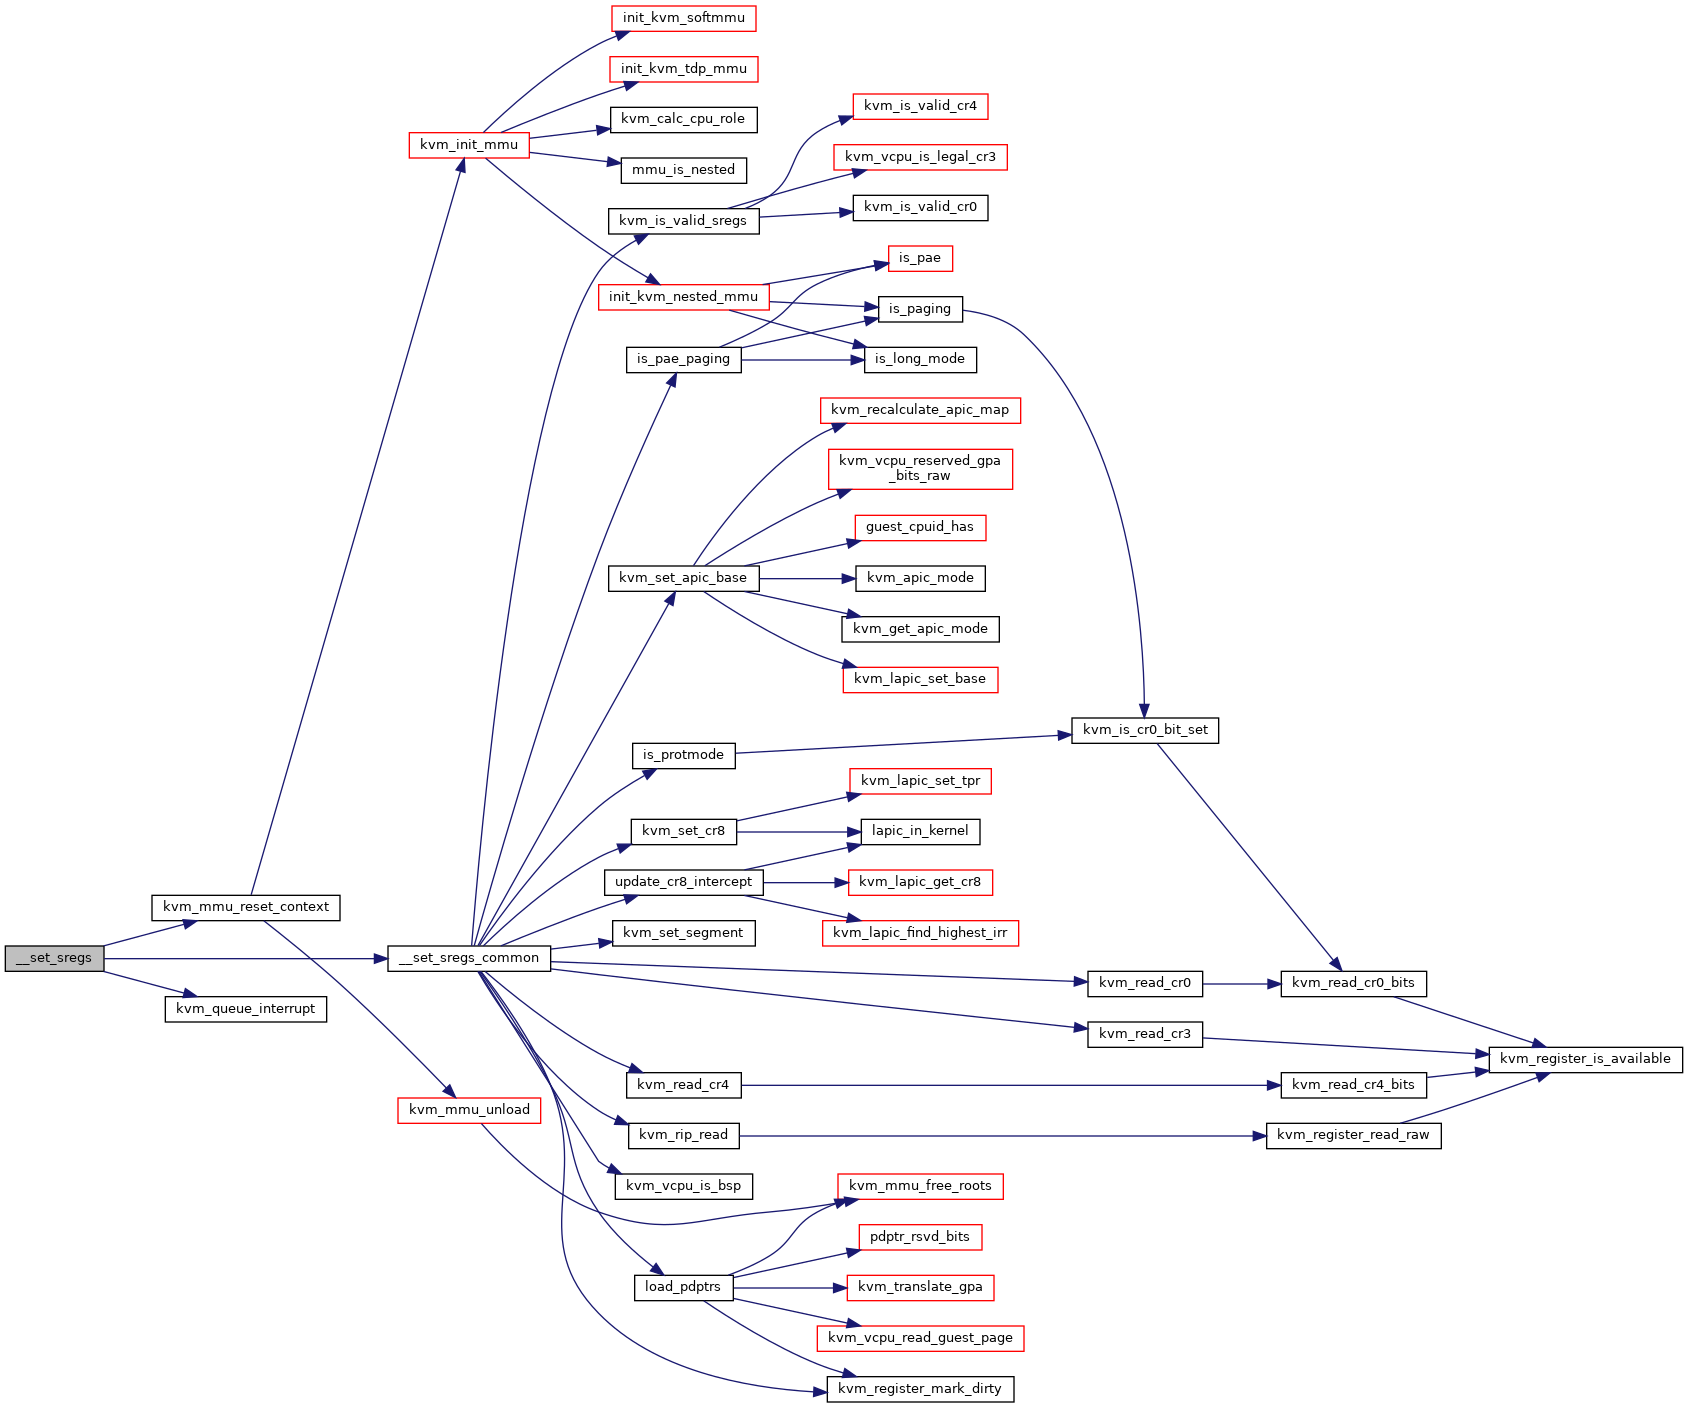 init_kvm_softmmu
init_kvm_tdp_mmu
kvm_is_valid_cr4
kvm_calc_cpu_role
kvm_init_mmu
kvm_vcpu_is_legal_cr3
mmu_is_nested
kvm_is_valid_cr0
kvm_is_valid_sregs
is_pae
init_kvm_nested_mmu
is_paging
is_pae_paging
is_long_mode
kvm_recalculate_apic_map
kvm_vcpu_reserved_gpa
_bits_raw
guest_cpuid_has
kvm_set_apic_base
kvm_apic_mode
kvm_get_apic_mode
kvm_lapic_set_base
kvm_is_cr0_bit_set
is_protmode
kvm_lapic_set_tpr
kvm_set_cr8
lapic_in_kernel
update_cr8_intercept
kvm_lapic_get_cr8
kvm_mmu_reset_context
kvm_set_segment
kvm_lapic_find_highest_irr
__set_sregs
__set_sregs_common
kvm_read_cr0
kvm_read_cr0_bits
kvm_queue_interrupt
kvm_read_cr3
kvm_register_is_available
kvm_read_cr4
kvm_read_cr4_bits
kvm_mmu_unload
kvm_rip_read
kvm_register_read_raw
kvm_vcpu_is_bsp
kvm_mmu_free_roots
pdptr_rsvd_bits
load_pdptrs
kvm_translate_gpa
kvm_vcpu_read_guest_page
kvm_register_mark_dirty